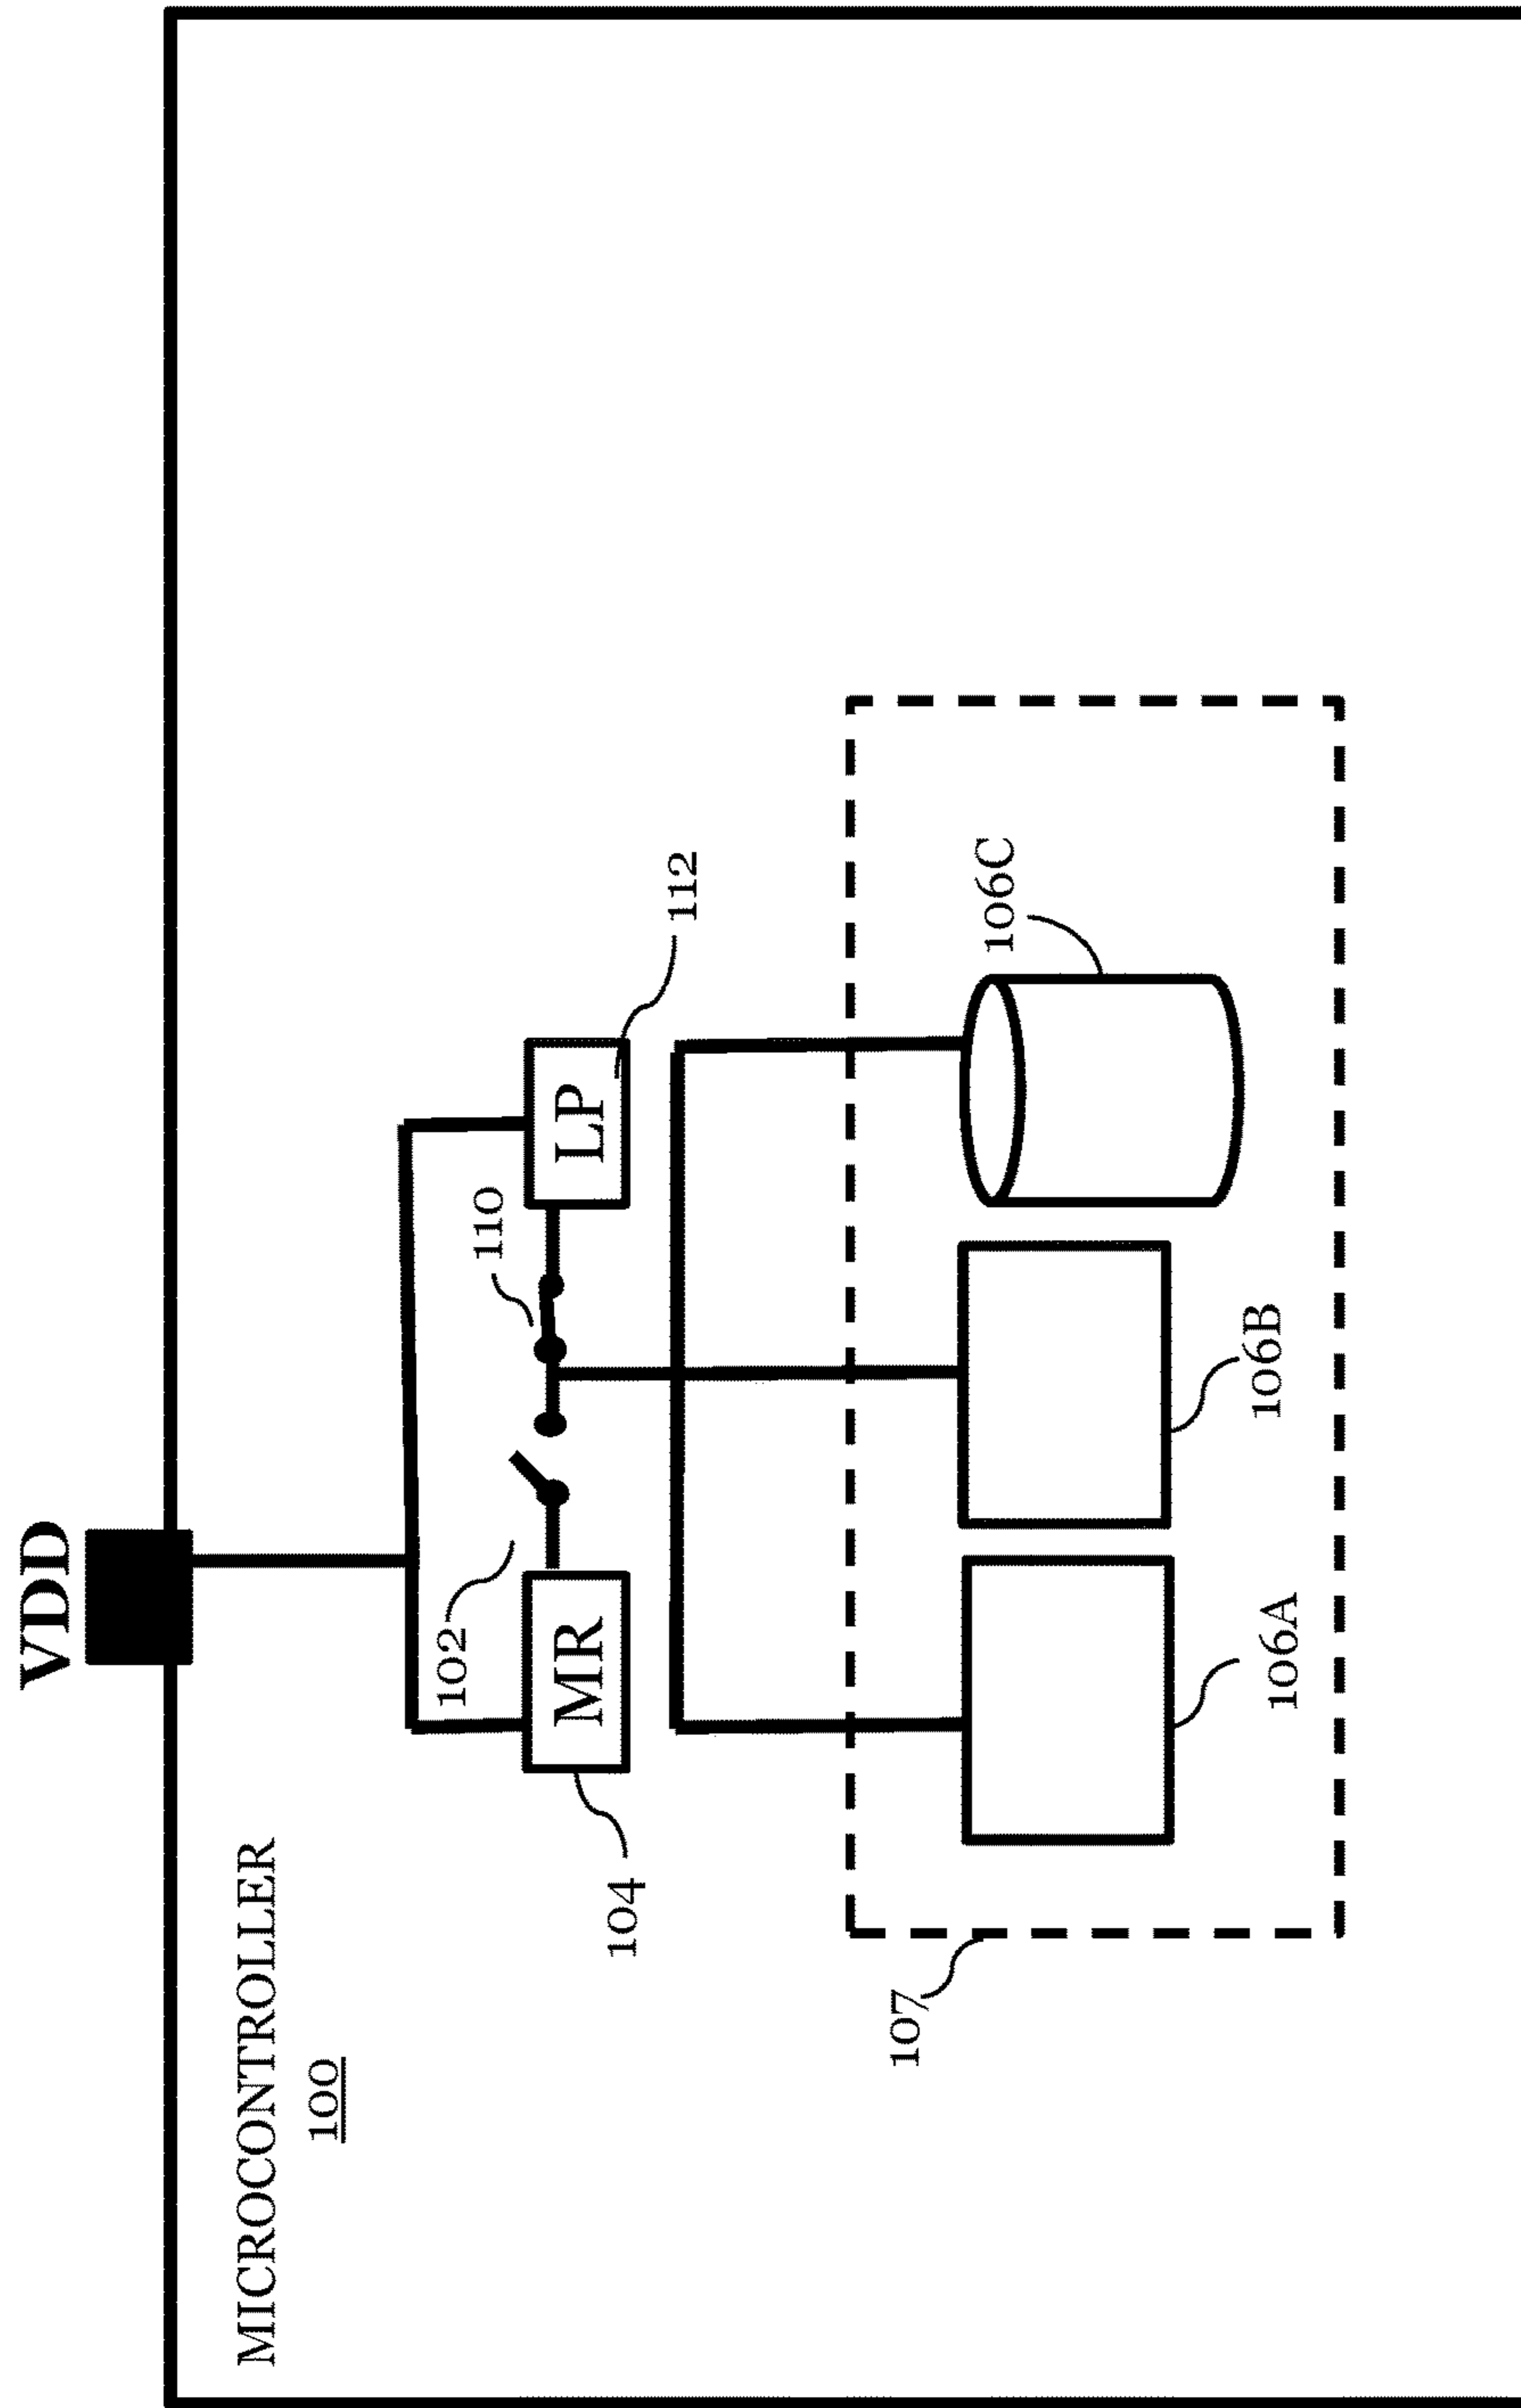 VDD
MICROCONTROLLER
100
102
110
104
MR
LP
112
107
106C
106A
106B